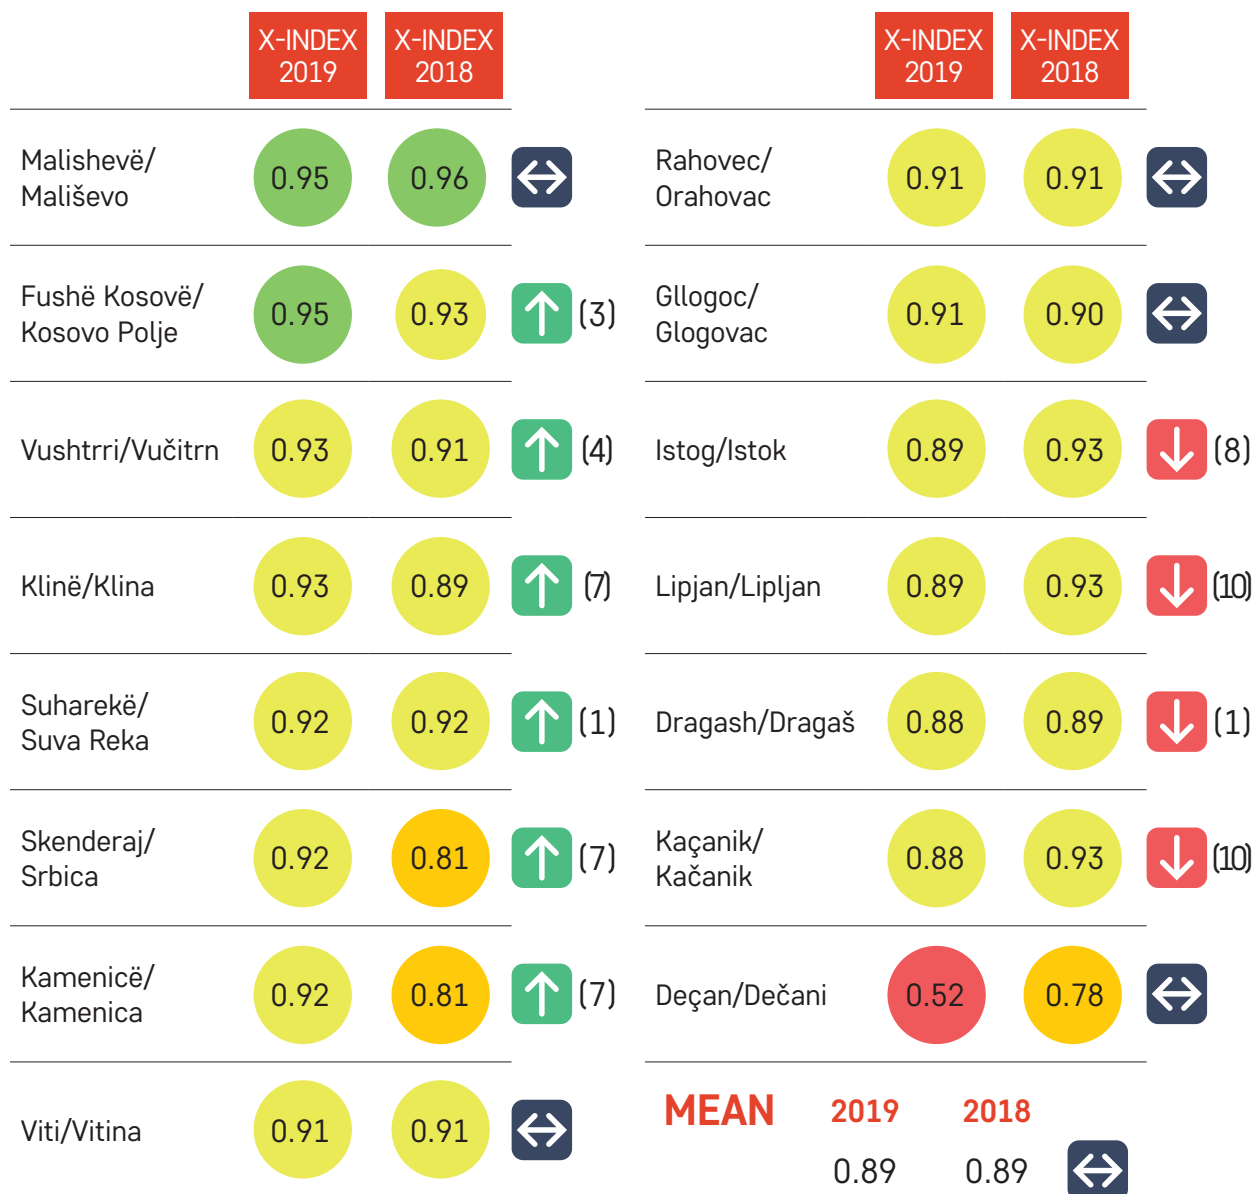 X-INDEX
2019
X-INDEX
2018
Malishevë/
Mališevo
0.95
0.96
Fushë Kosovë/
Kosovo Polje
0.95
0.93
(3)
Vushtrri/Vučitrn
0.93
0.91
(4)
Klinë/Klina
0.93
0.89
(7)
Suharekë/
Suva Reka
0.92
0.92
(1)
Skenderaj/
Srbica
0.92
0.81
(7)
Kamenicë/
Kamenica
0.92
0.81
(7)
Viti/Vitina
0.91
0.91
X-INDEX
2019
X-INDEX
2018
Rahovec/
Orahovac
0.91
0.91
Gllogoc/
Glogovac
0.91
0.90
Istog/Istok
0.89
0.93
(8)
Lipjan/Lipljan
0.89
0.93
(10)
Dragash/Dragaš
0.88
0.89
(1)
Kaçanik/
Kačanik
0.88
0.93
(10)
Deçan/Dečani
0.52
0.78
MEAN 2019 2018
0.89 0.89